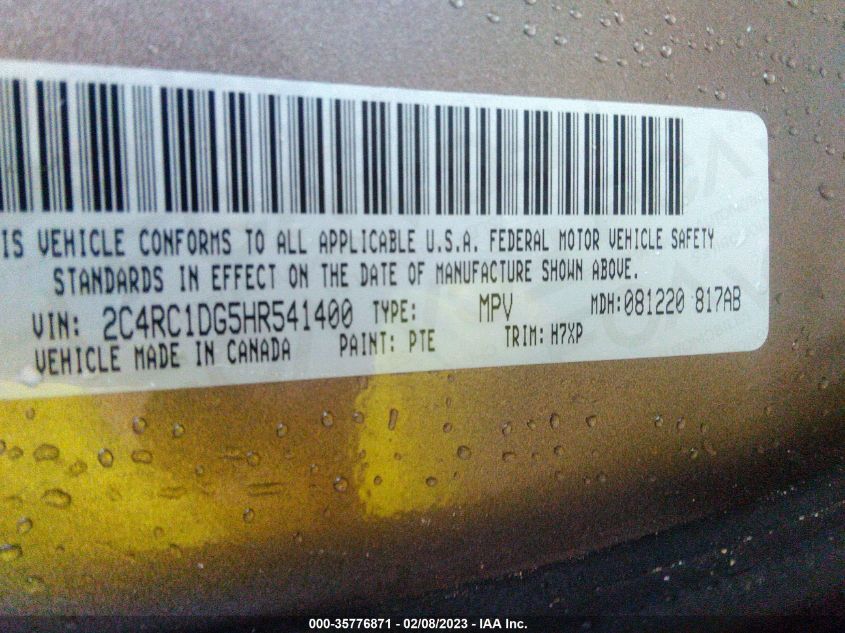 IS VEHICLE CONFORMS TO ALL APPLICABLE U.S.A. FEDERAL MOTOR VEHICLE SAFETY
STANDARDS IN EFFECT ON THE DATE OF MANUFACTURE SHOWN ABOVE.
VIN: 2C4RC1DG5HR541400 TYPE: MPV MDH:081220 817AB
VEHICLE MADE IN CANADA PAINT: PTE TRIM: H7XP
000-35776871 - 02/08/2023 - IAA Inc.